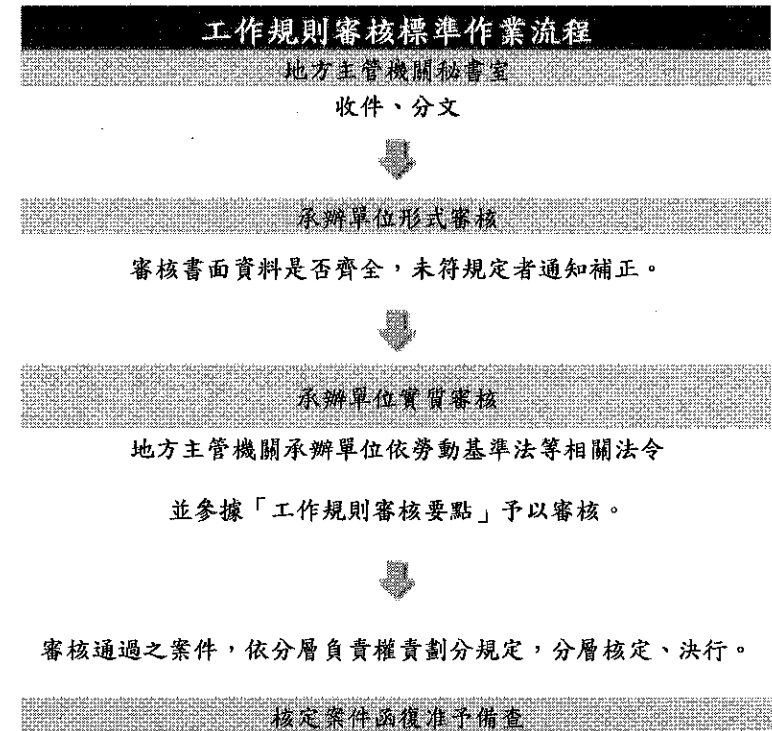 工作規則審核標準作業流程
地方主管機關秘書室
收件、分文
承辦單位形式審核
審核書面資料是否齊全，未符規定者通知補正。
承辦單位實質審核
地方主管機關承辦單位依勞動基準法等相關法令
並參據「工作規則審核要點」予以審核。
審核通過之案件，依分層負責權責劃分規定，分層核定、決行。
核定案件函復准予備查